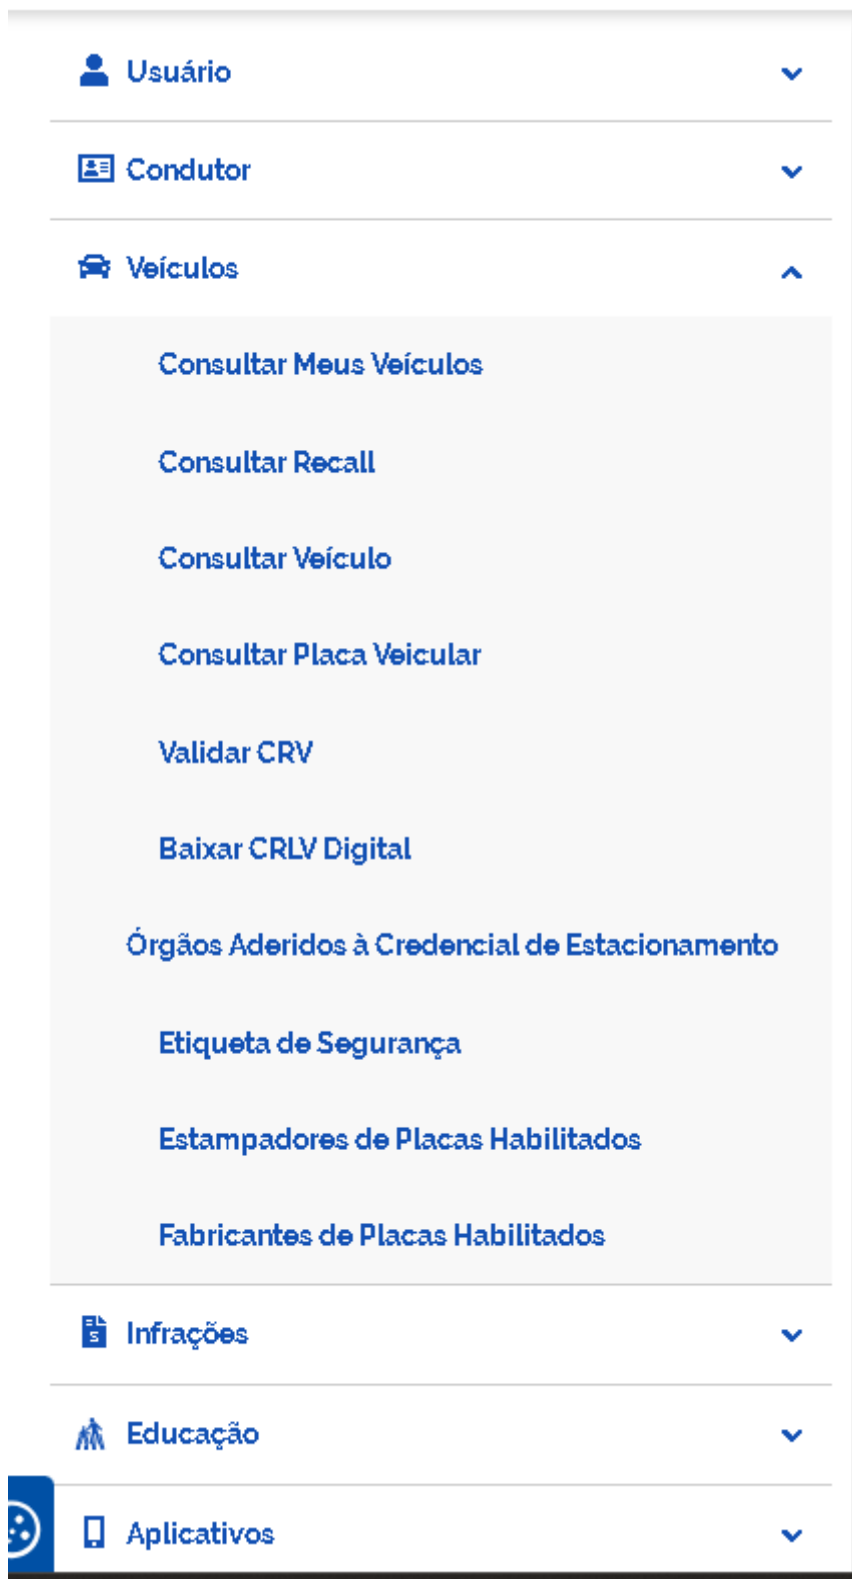 Usuário
Condutor
Veículos
Consultar Meus Veículos
Consultar Recall
Consultar Veículo
Consultar Placa Veicular
Validar CRV
Baixar CRLV Digital
Órgãos Aderidos à Credencial de Estacionamento
Etiqueta de Segurança
Estampadores de Placas Habilitados
Fabricantes de Placas Habilitados
Infrações
Educação
Aplicativos